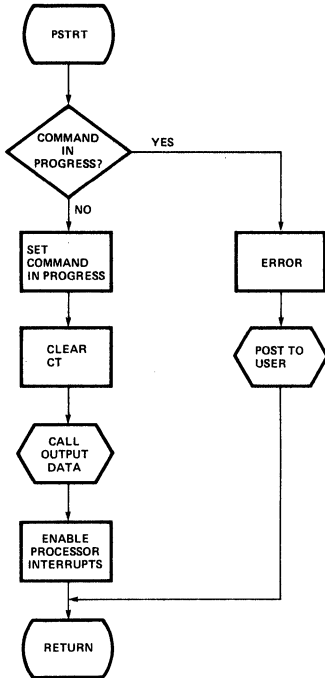 PSTRT
COMMAND
IN
PROGRESS?
YES
NO
SET
COMMAND
IN PROGRESS
ERROR
CLEAR
CT
POST TO
USER
CALL
OUTPUT
DATA
ENABLE
PROCESSOR
INTERRUPTS
RETURN